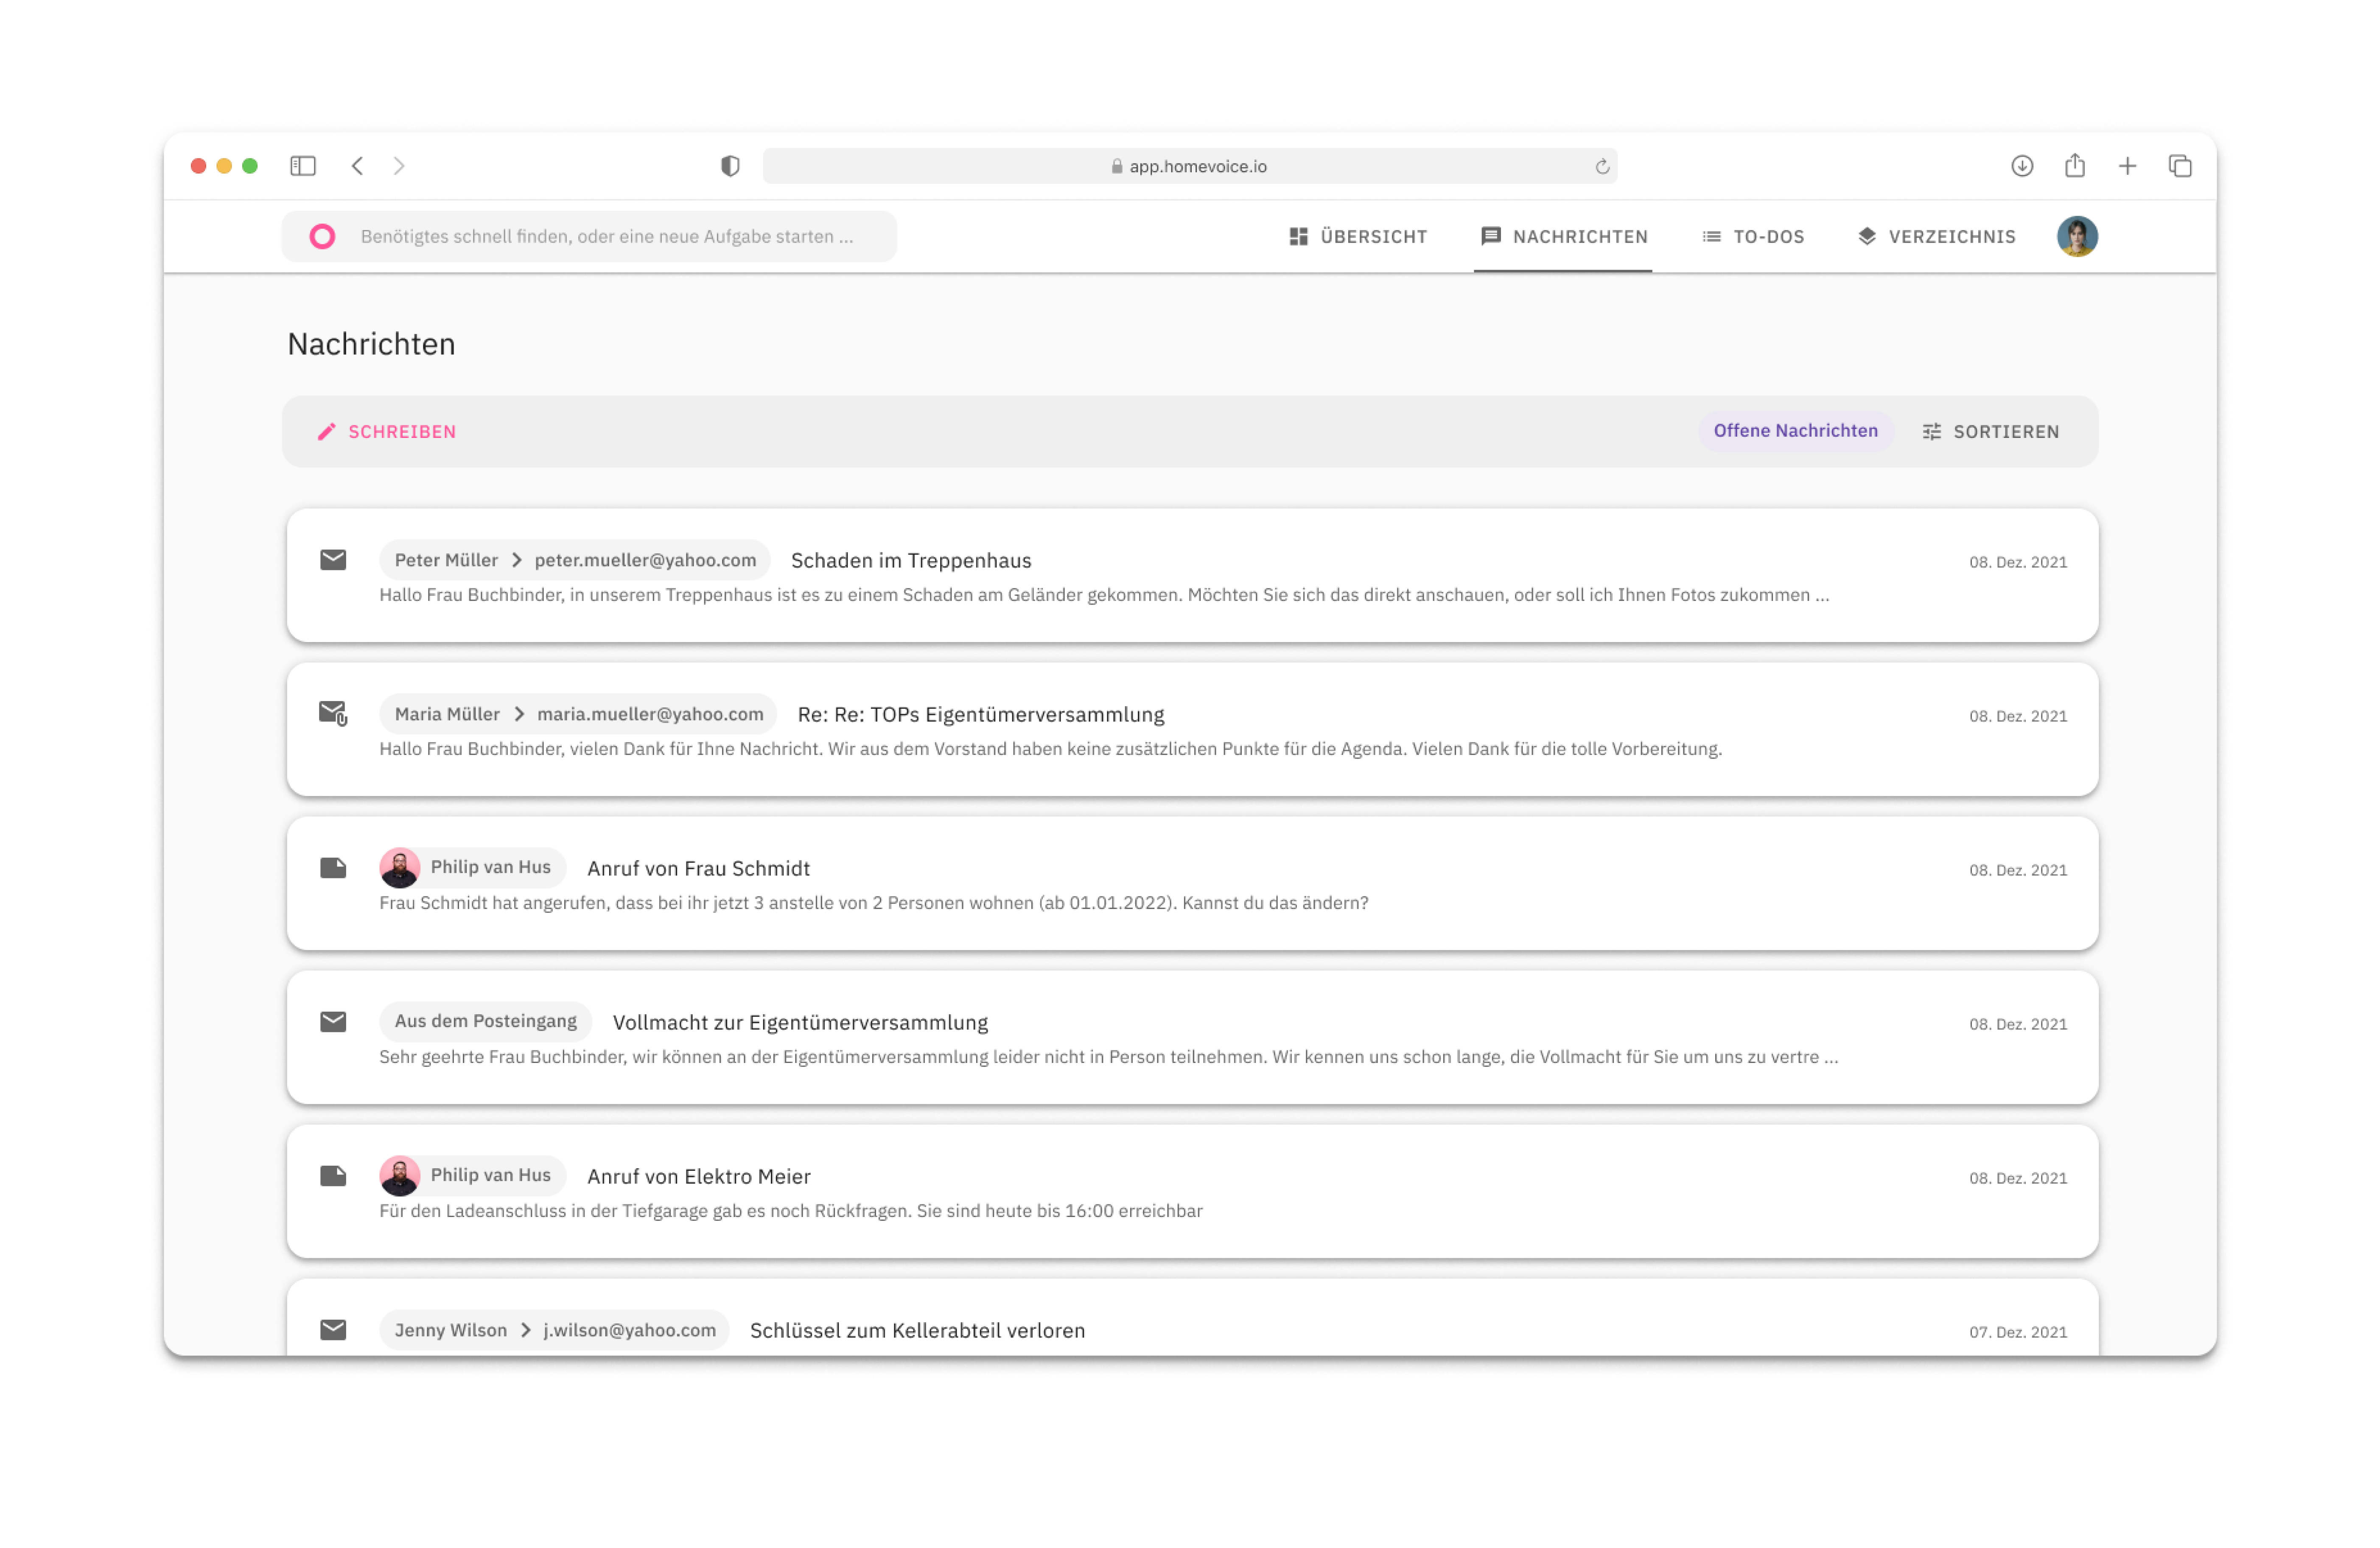 app.homevoice.io
Benötigtes schnell finden, oder eine neue Aufgabe starten ...
ÜBERSICHT
NACHRICHTEN
TO-DOS
VERZEICHNIS
Nachrichten
SCHREIBEN
Offene Nachrichten
SORTIEREN
Peter Müller > peter.mueller@yahoo.com Schaden im Treppenhaus 08. Dez. 2021
Hallo Frau Buchbinder, in unserem Treppenhaus ist es zu einem Schaden am Geländer gekommen. Möchten Sie sich das direkt anschauen, oder soll ich Ihnen Fotos zukommen ...
Maria Müller > maria.mueller@yahoo.com Re: Re: TOPs Eigentümerversammlung 08. Dez. 2021
Hallo Frau Buchbinder, vielen Dank für Ihne Nachricht. Wir aus dem Vorstand haben keine zusätzlichen Punkte für die Agenda. Vielen Dank für die tolle Vorbereitung.
Philip van Hus Anruf von Frau Schmidt 08. Dez. 2021
Frau Schmidt hat angerufen, dass bei ihr jetzt 3 anstelle von 2 Personen wohnen (ab 01.01.2022). Kannst du das ändern?
Aus dem Posteingang Vollmacht zur Eigentümerversammlung 08. Dez. 2021
Sehr geehrte Frau Buchbinder, wir können an der Eigentümerversammlung leider nicht in Person teilnehmen. Wir kennen uns schon lange, die Vollmacht für Sie um uns zu vertre ...
Philip van Hus Anruf von Elektro Meier 08. Dez. 2021
Für den Ladeanschluss in der Tiefgarage gab es noch Rückfragen. Sie sind heute bis 16:00 erreichbar
Jenny Wilson > j.wilson@yahoo.com Schlüssel zum Kellerabteil verloren 07. Dez. 2021